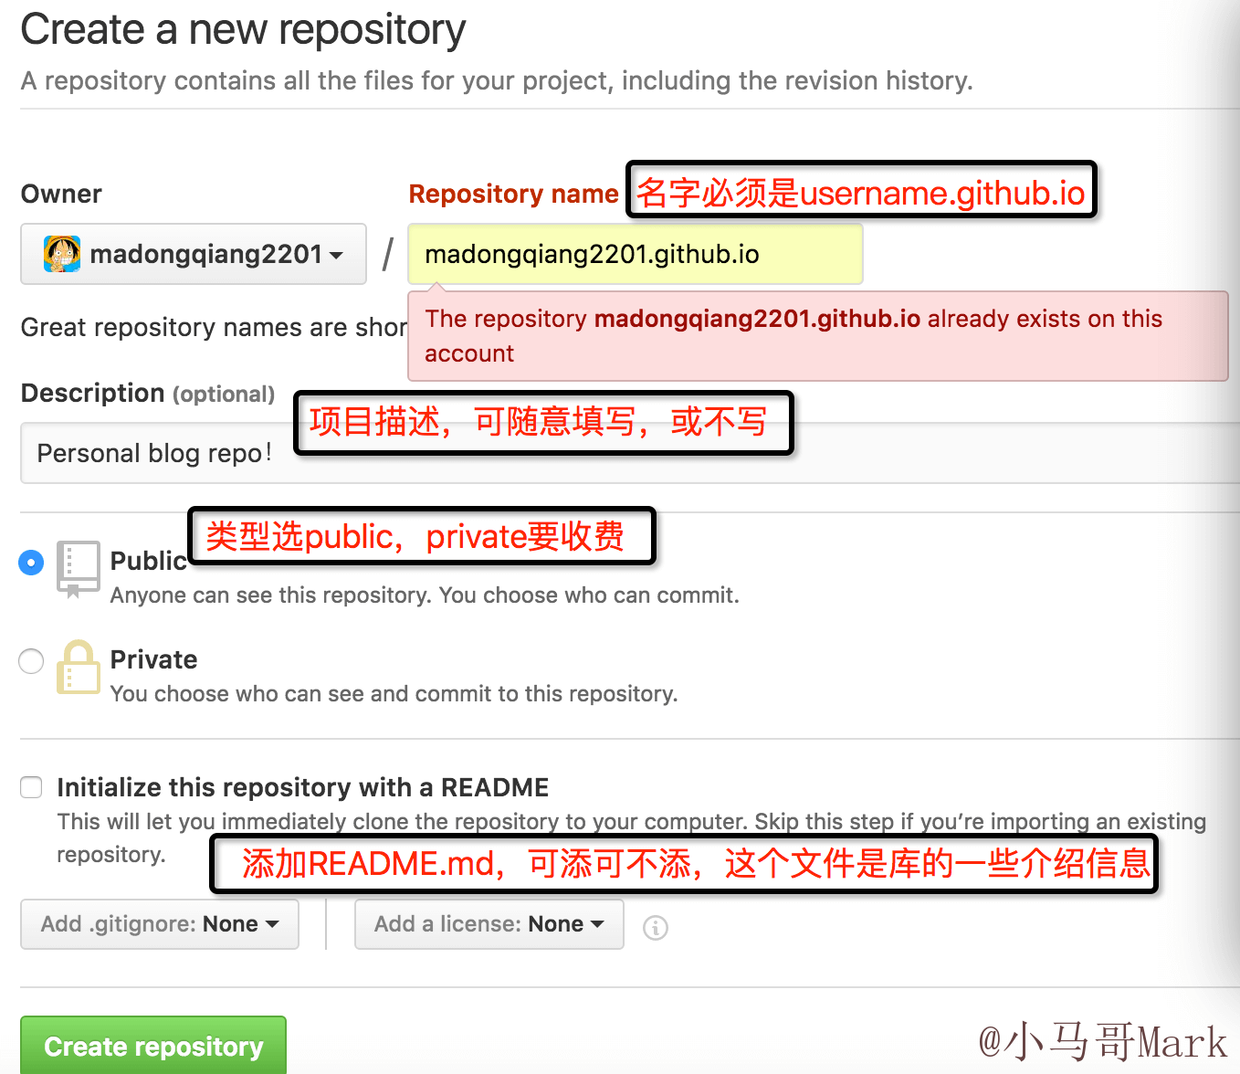 Create a new repository
A repository contains all the files for your project, including the revision history.
Owner
Repository name
名字必须是username.github.io
madongqiang2201
/
madongqiang2201.github.io
The repository madongqiang2201.github.io already exists on this
account
Great repository names are shor
Description (optional)
项目描述，可随意填写，或不写
Personal blog repo!
类型选public，private要收费
Public
Anyone can see this repository. You choose who can commit.
Private
You choose who can see and commit to this repository.
Initialize this repository with a README
This will let you immediately clone the repository to your computer. Skip this step if you’re importing an existing
repository.
添加README.md，可添可不添，这个文件是库的一些介绍信息
Add .gitignore: None
Add a license: None
Create repository
@小马哥Mark